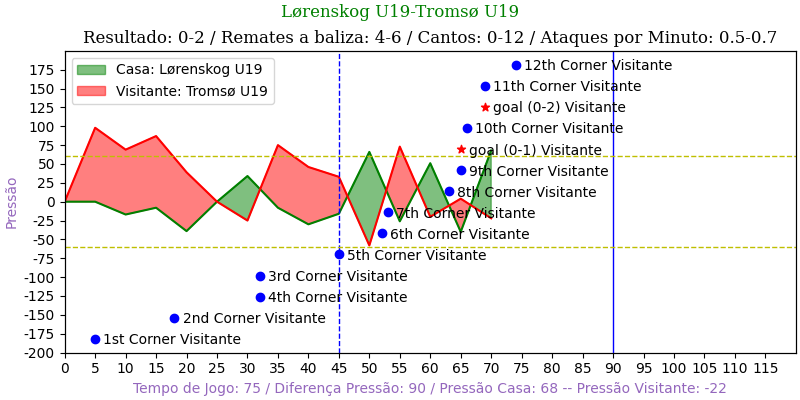 Lørenskog U19-Tromsø U19
Resultado: 0-2 / Remates a baliza: 4-6 / Cantos: 0-12 / Ataques por Minuto: 0.5-0.7
Casa: Lørenskog U19
Visitante: Tromsø U19
Pressão
175
150
125
100
75
50
25
0
-25
-50
-75
-100
-125
-150
-175
-200
12th Corner Visitante
11th Corner Visitante
goal (0-2) Visitante
10th Corner Visitante
goal (0-1) Visitante
9th Corner Visitante
8th Corner Visitante
7th Corner Visitante
6th Corner Visitante
5th Corner Visitante
3rd Corner Visitante
4th Corner Visitante
2nd Corner Visitante
1st Corner Visitante
0 5 10 15 20 25 30 35 40 45 50 55 60 65 70 75 80 85 90 95 100 105 110 115
Tempo de Jogo: 75 / Diferença Pressão: 90 / Pressão Casa: 68 -- Pressão Visitante: -22